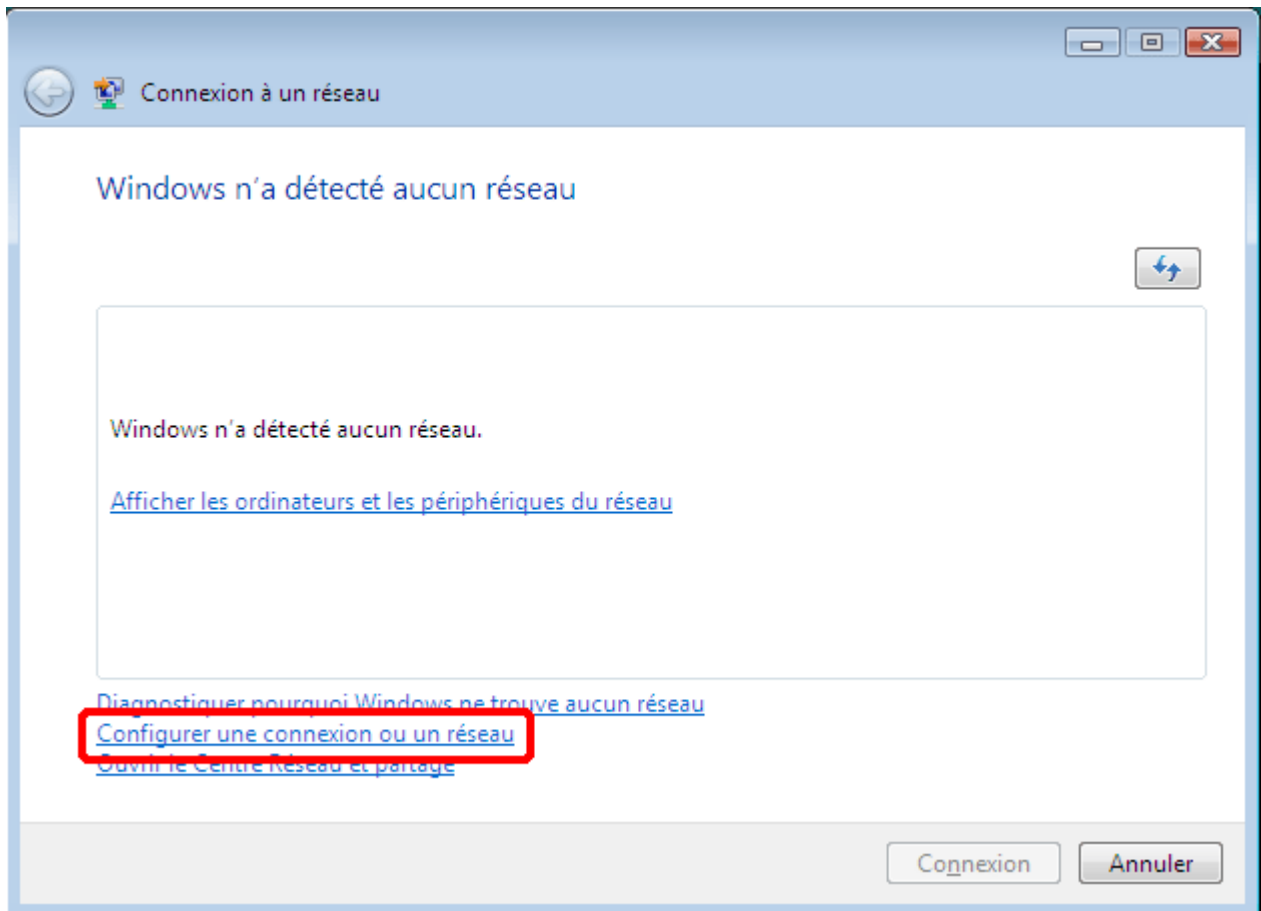 Connexion à un réseau
Windows n'a détecté aucun réseau
Windows n'a détecté aucun réseau.
Afficher les ordinateurs et les périphériques du réseau
Diagnostiquer pourquoi Windows ne trouve aucun réseau
Configurer une connexion ou un réseau
Ouvrir le Centre Réseau et partage
Connexion Annuler